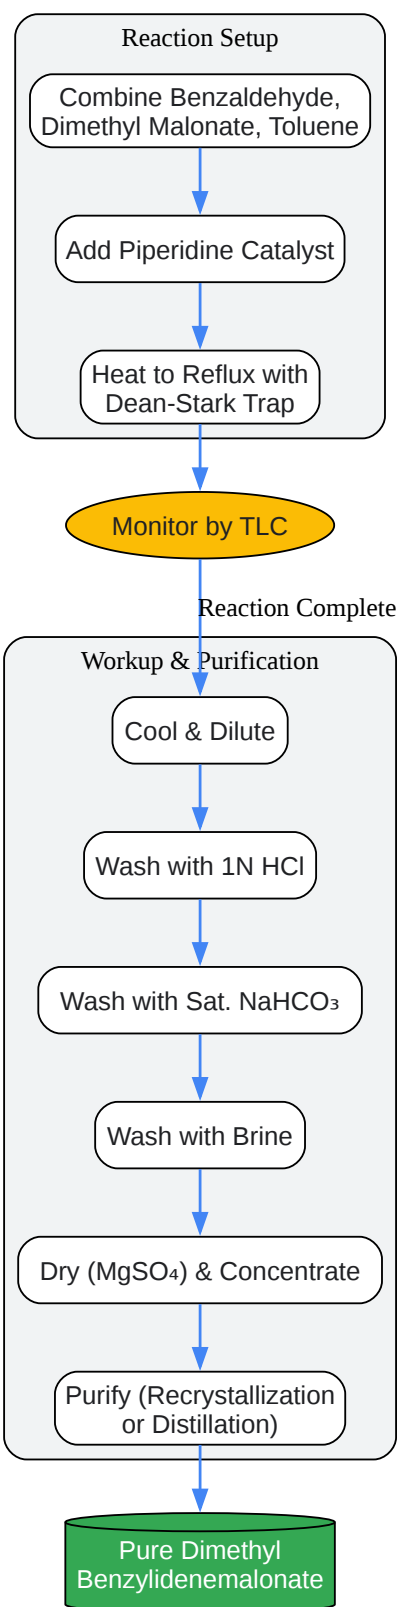 Reaction Setup
Combine Benzaldehyde,
Dimethyl Malonate, Toluene
Add Piperidine Catalyst
Heat to Reflux with
Dean-Stark Trap
Monitor by TLC
Reaction Complete
Workup & Purification
Cool & Dilute
Wash with 1N HCl
Wash with Sat. NaHCO₃
Wash with Brine
Dry (MgSO₄) & Concentrate
Purify (Recrystallization
or Distillation)
Pure Dimethyl
Benzylidenemalonate